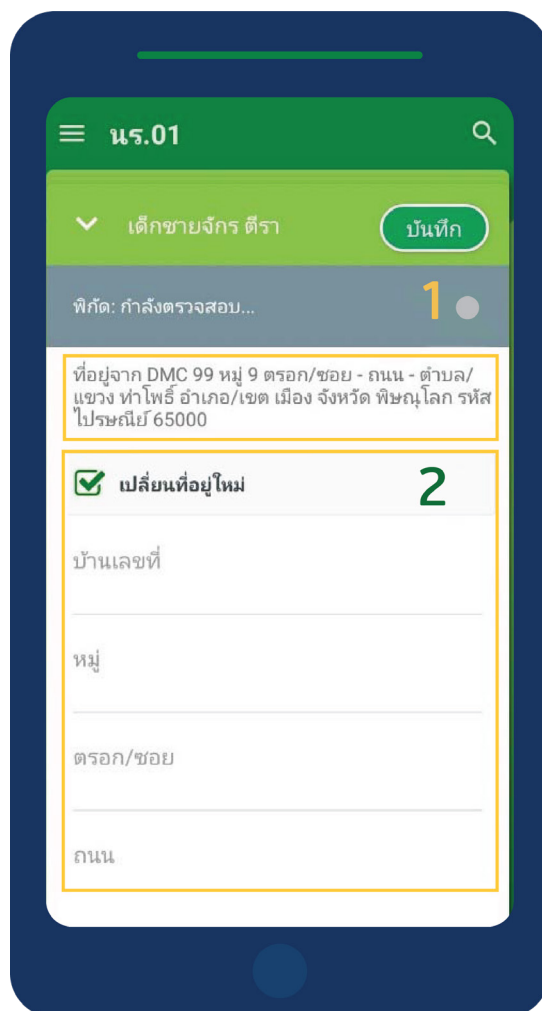 นร.01
เด็กชายจักร ตีรา
บันทึก
พิกัด: กำลังตรวจสอบ...
1
ที่อยู่จาก DMC 99 หมู่ 9 ตรอก/ซอย - ถนน - ตำบล/
แขวง ท่าโพธิ์ อำเภอ/เขต เมือง จังหวัด พิษณุโลก รหัส
ไปรษณีย์ 65000
เปลี่ยนที่อยู่ใหม่
2
บ้านเลขที่
หมู่
ตรอก/ซอย
ถนน